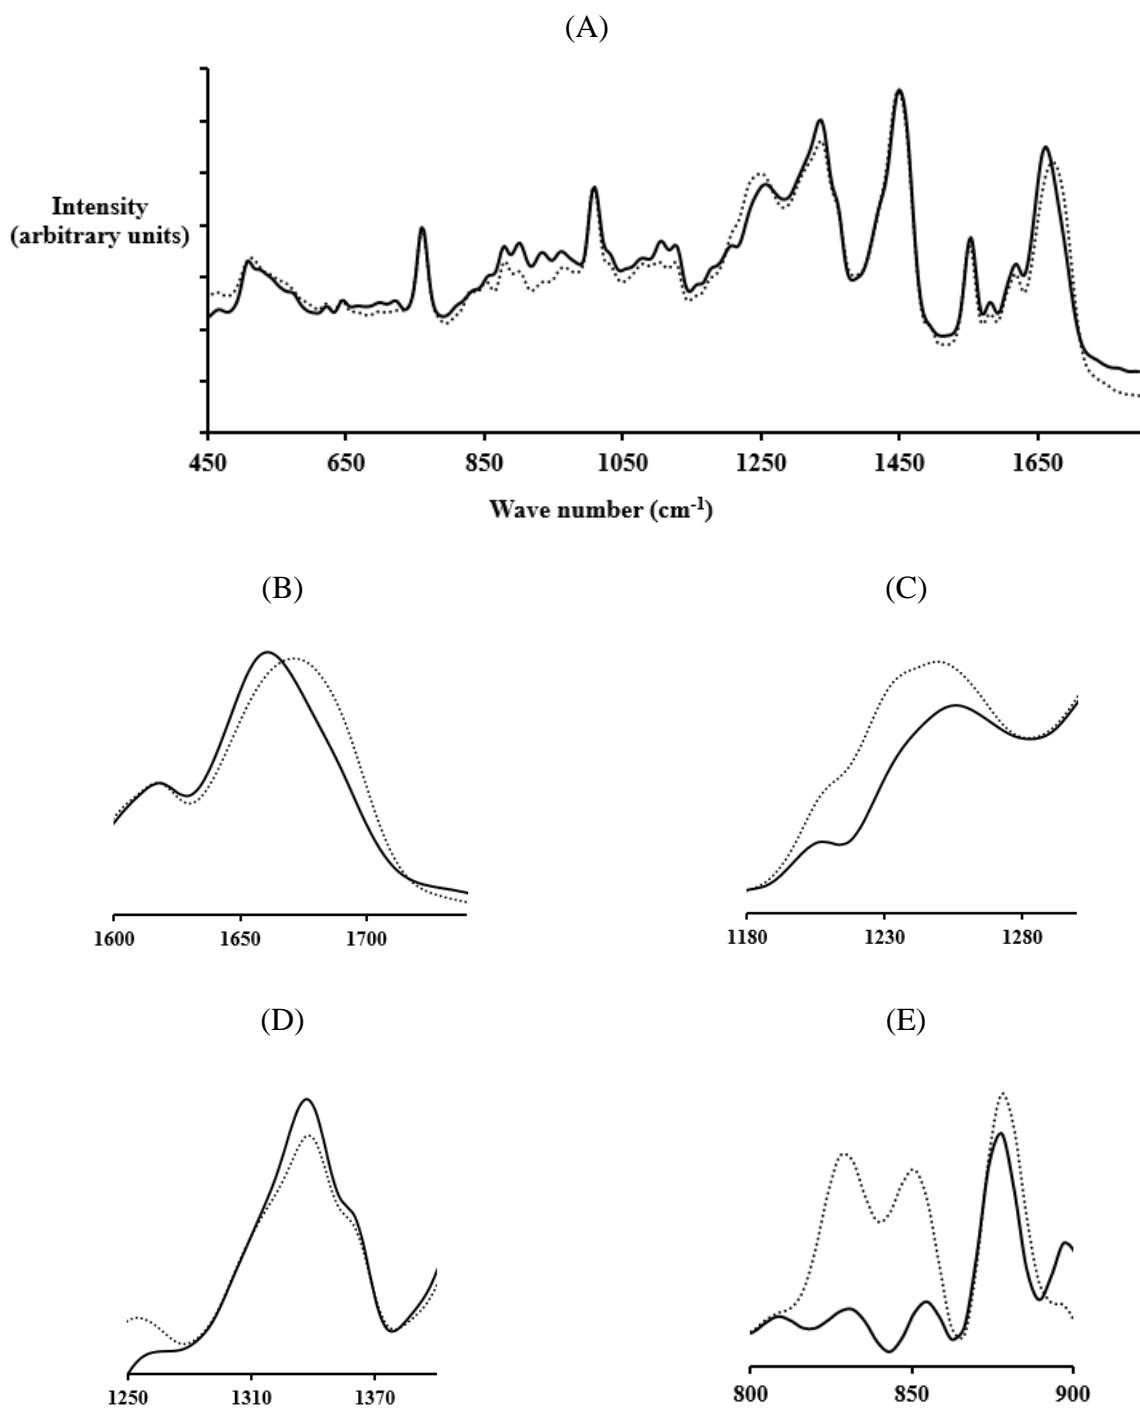 (A)
Intensity
(arbitrary units)
450 650 850 1050 1250 1450 1650
Wave number (cm⁻¹)
(B) (C)
1600 1650 1700 1180 1230 1280
(D) (E)
1250 1310 1370 800 850 900